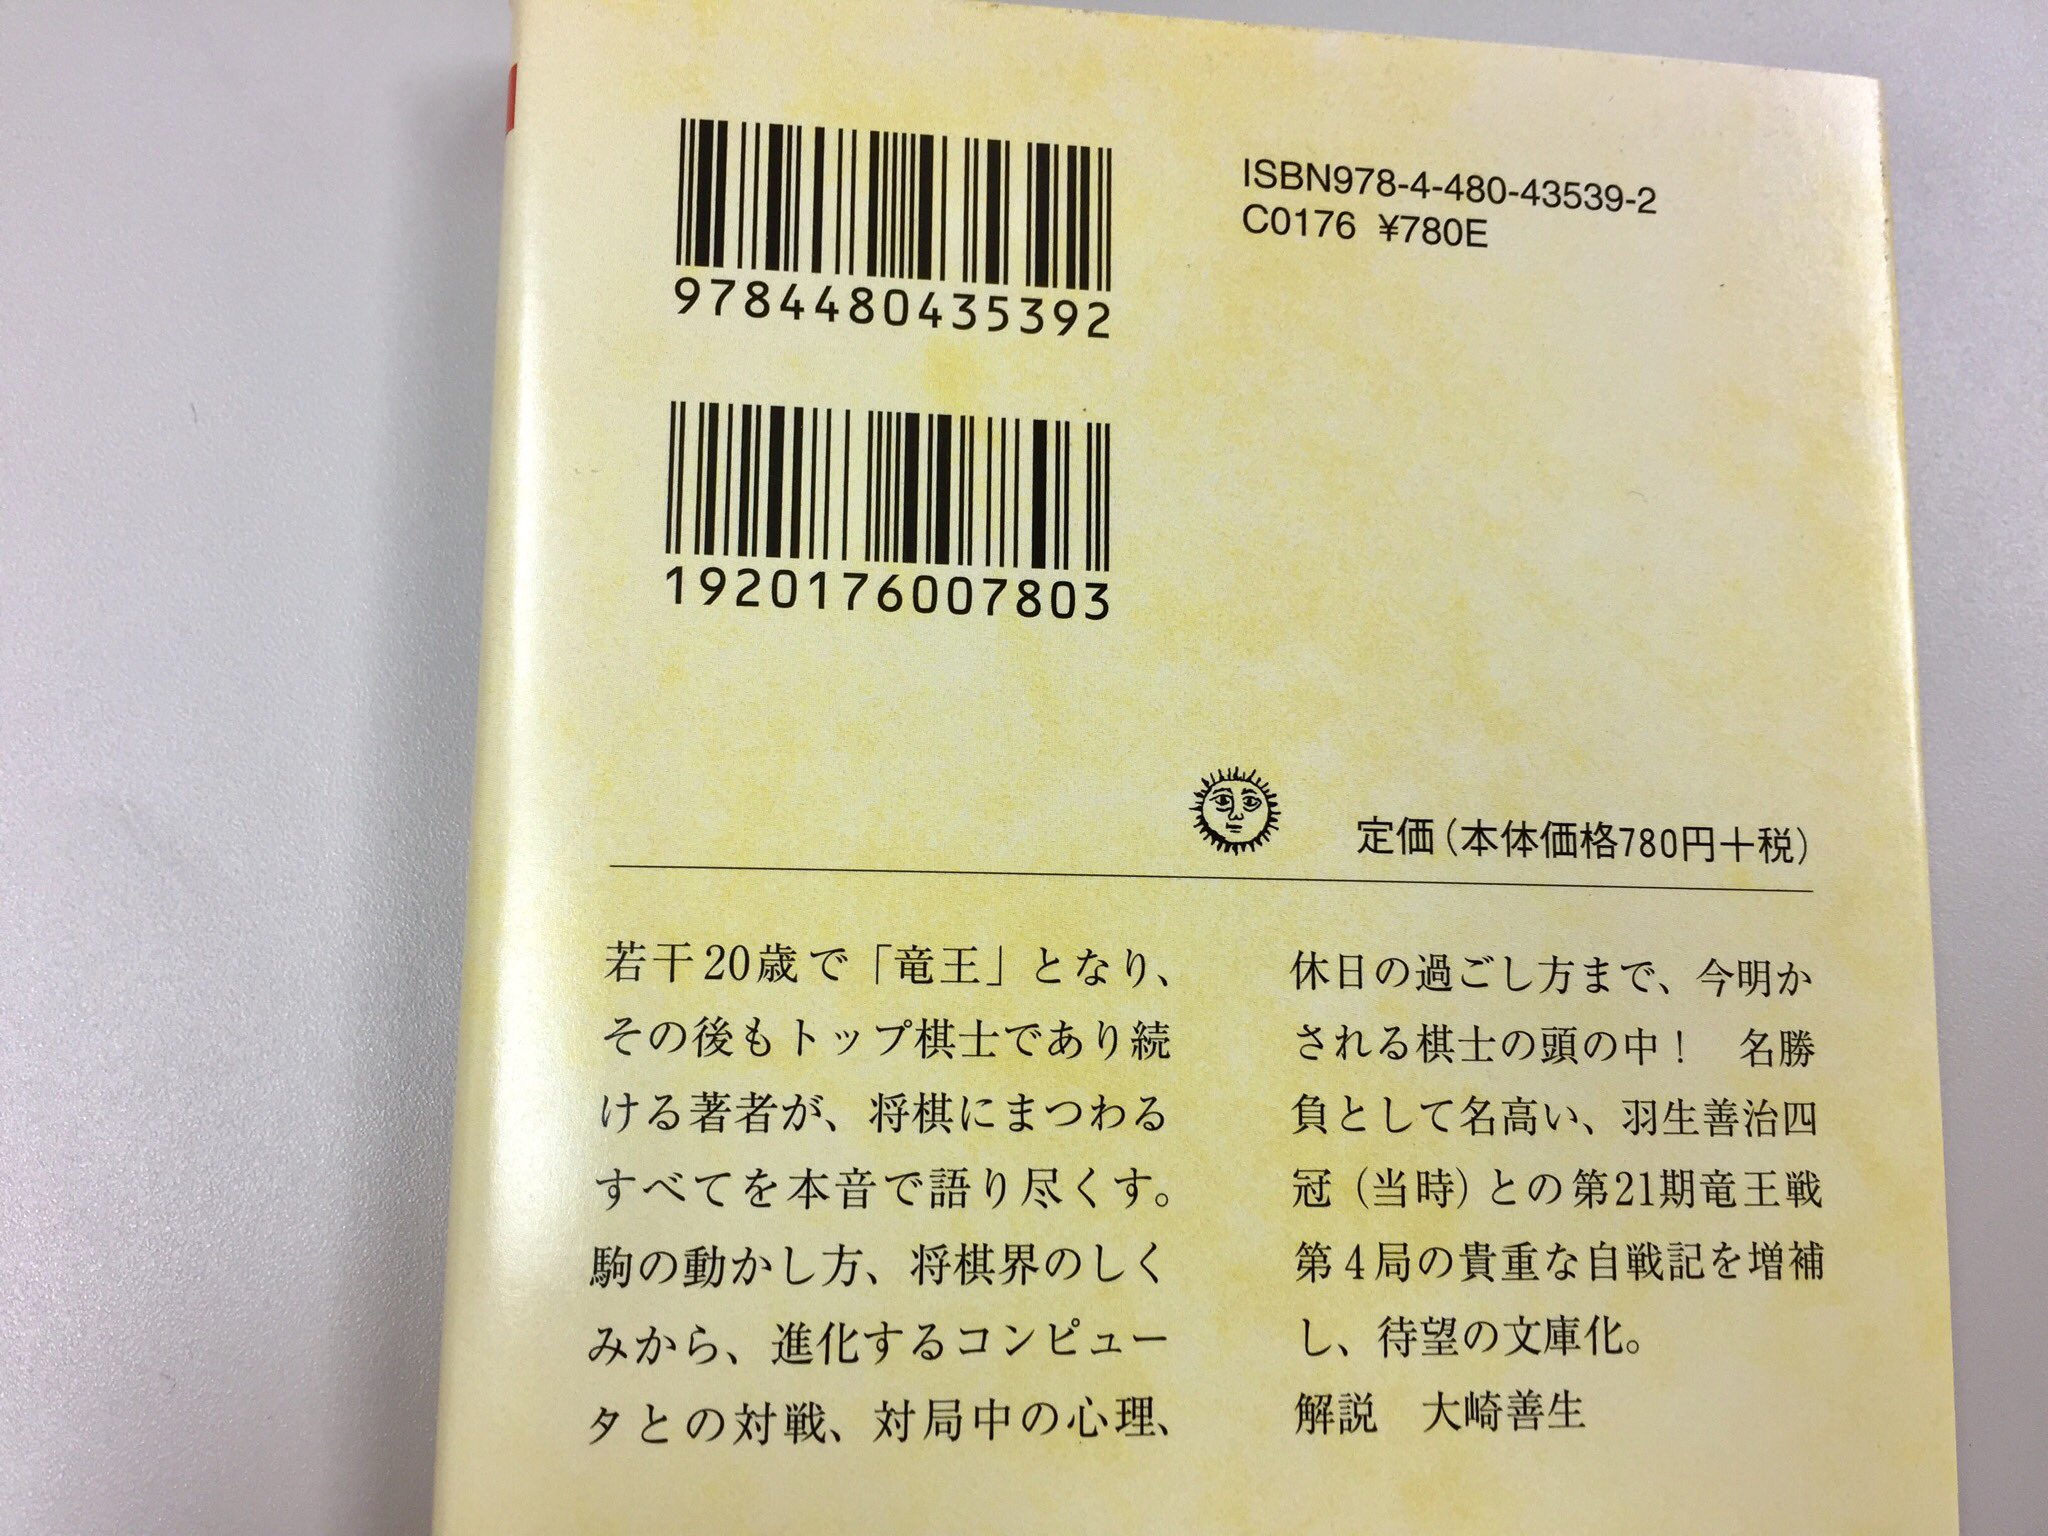 9784480435392
ISBN978-4-480-43539-2
C0176 ¥780E
1920176007803
定価(本体価格780円+税)
若干20歳で「竜王」となり、
その後もトップ棋士であり続
ける著者が、将棋にまつわる
すべてを本音で語り尽くす。
駒の動かし方、将棋界のしく
みから、進化するコンピュー
タとの対戦、対局中の心理、
休日の過ごし方まで、今明か
される棋士の頭の中! 名勝
負として名高い、羽生善治四
冠(当時)との第21期竜王戦
第4局の貴重な自戦記を増補
し、待望の文庫化。
解説 大崎善生